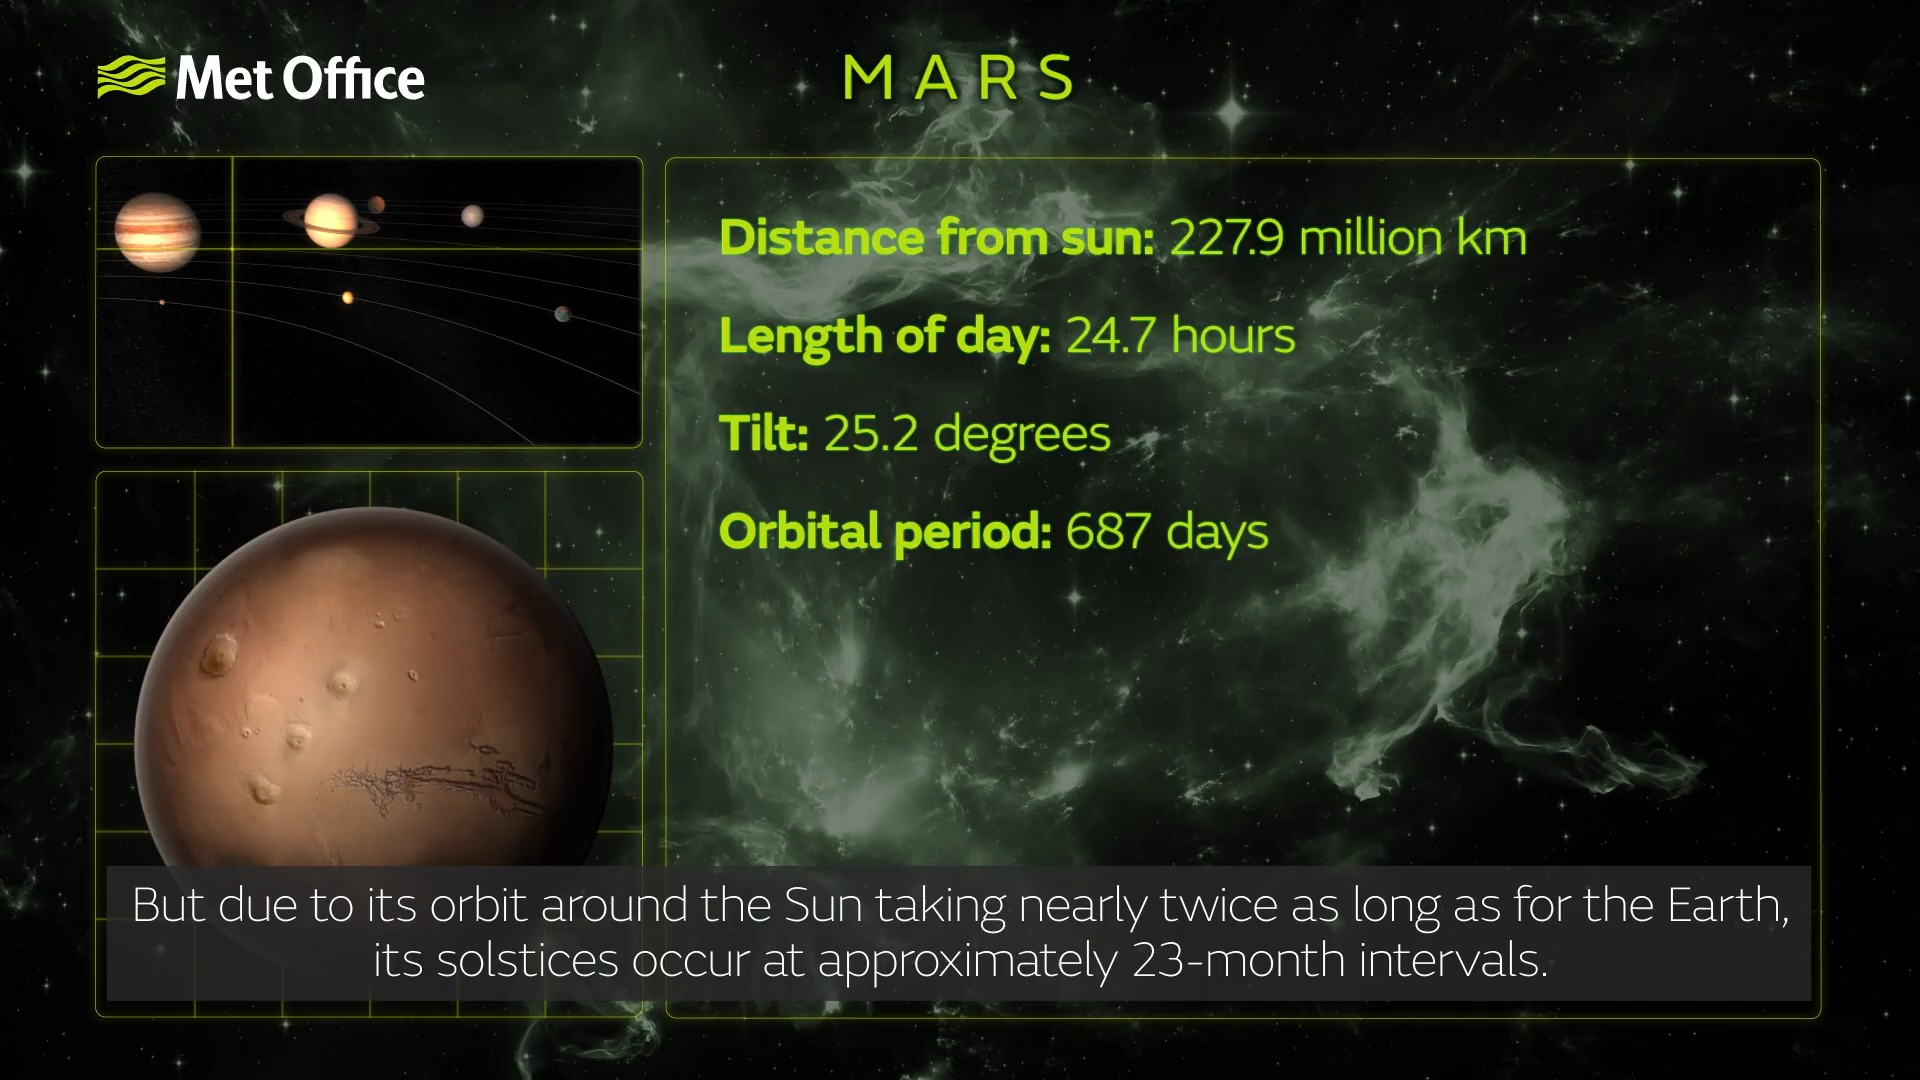 Met Office
MARS
Distance from sun: 227.9 million km
Length of day: 24.7 hours
Tilt: 25.2 degrees
Orbital period: 687 days
But due to its orbit around the Sun taking nearly twice as long as for the Earth,
its solstices occur at approximately 23-month intervals.